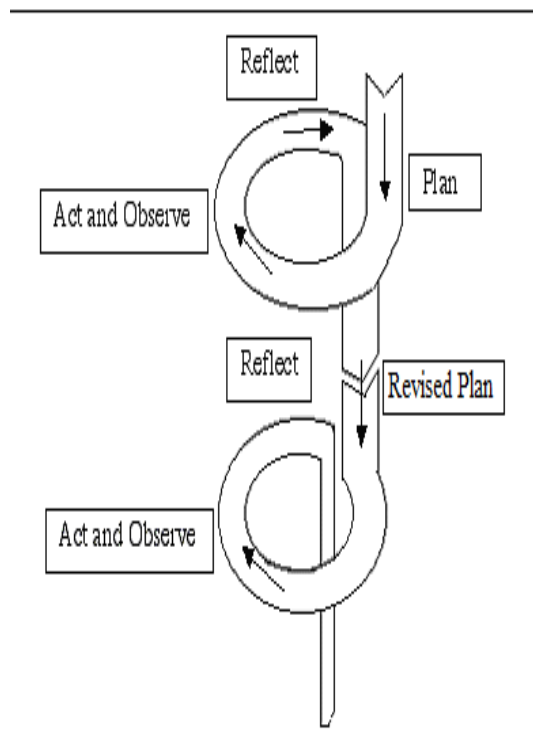 Reflect
Plan
Act and Observe
Reflect
Revised Plan
Act and Observe